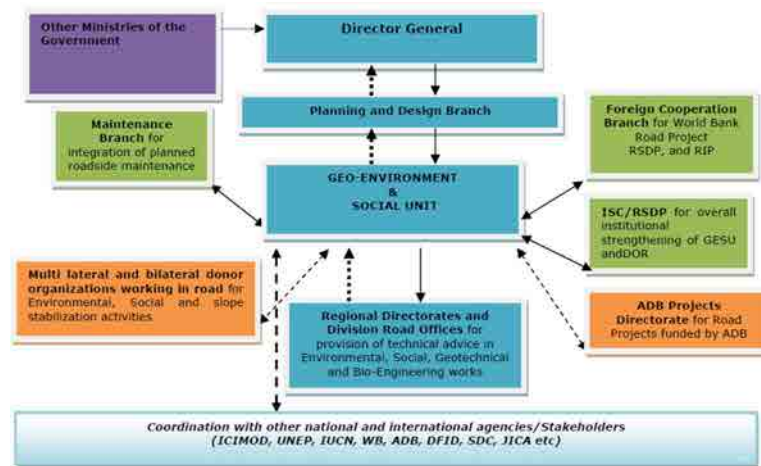 Other Ministries of the
Government
Director General
Planning and Design Branch
Maintenance
Branch for
integration of planned
roadside maintenance
Foreign Cooperation
Branch for World Bank
Road Project
RSDP, and RIP
GEO-ENVIRONMENT
&
SOCIAL UNIT
ISC/RSDP for overall
institutional
strengthening of GESU
andDOR
Multi lateral and bilateral donor
organizations working in road for
Environmental, Social and slope
stabilization activities
Regional Directorates and
Division Road Offices for
provision of technical advice in
Environmental, Social, Geotechnical
and Bio-Engineering works
ADB Projects
Directorate for Road
Projects funded by ADB
Coordination with other national and international agencies/Stakeholders
(ICIMOD, UNEP, IUCN, WB, ADB, DFID, SDC, JICA etc)